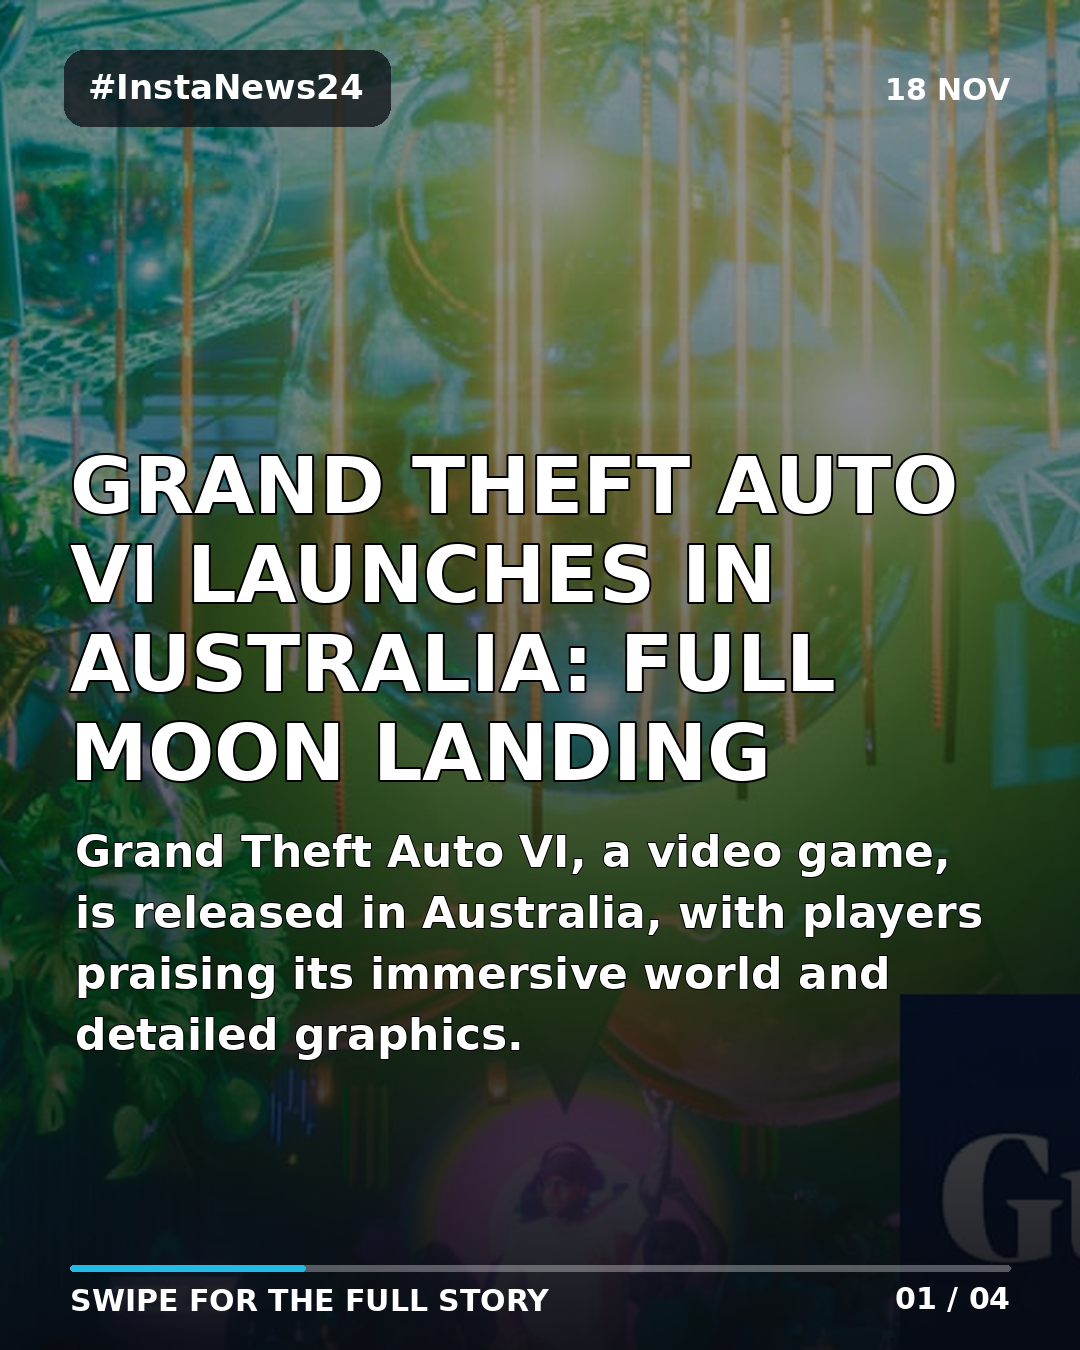 #InstaNews24
18 NOV
GRAND THEFT AUTO
VI LAUNCHES IN
AUSTRALIA: FULL
MOON LANDING
Grand Theft Auto VI, a video game,
is released in Australia, with players
praising its immersive world and
detailed graphics.
SWIPE FOR THE FULL STORY
01 / 04